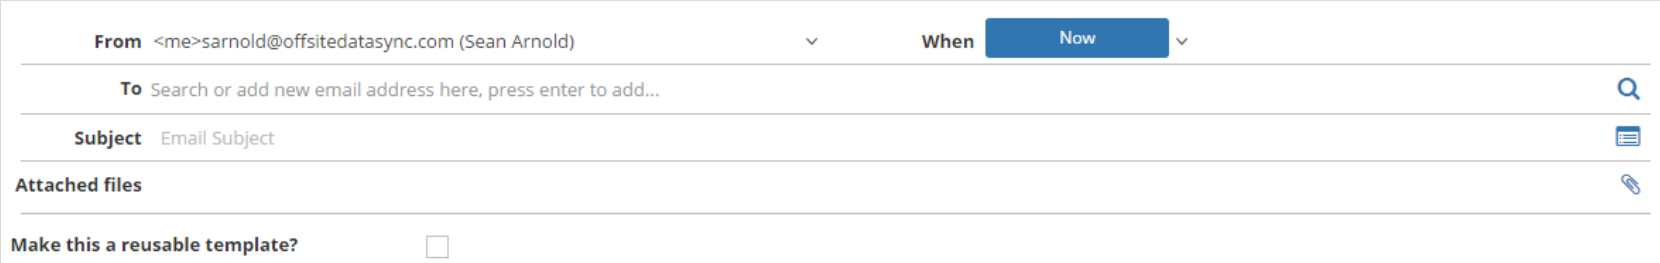 From <me>sarnold@offsitedatasync.com (Sean Arnold) When Now
To Search or add new email address here, press enter to add...
Subject Email Subject
Attached files
Make this a reusable template?